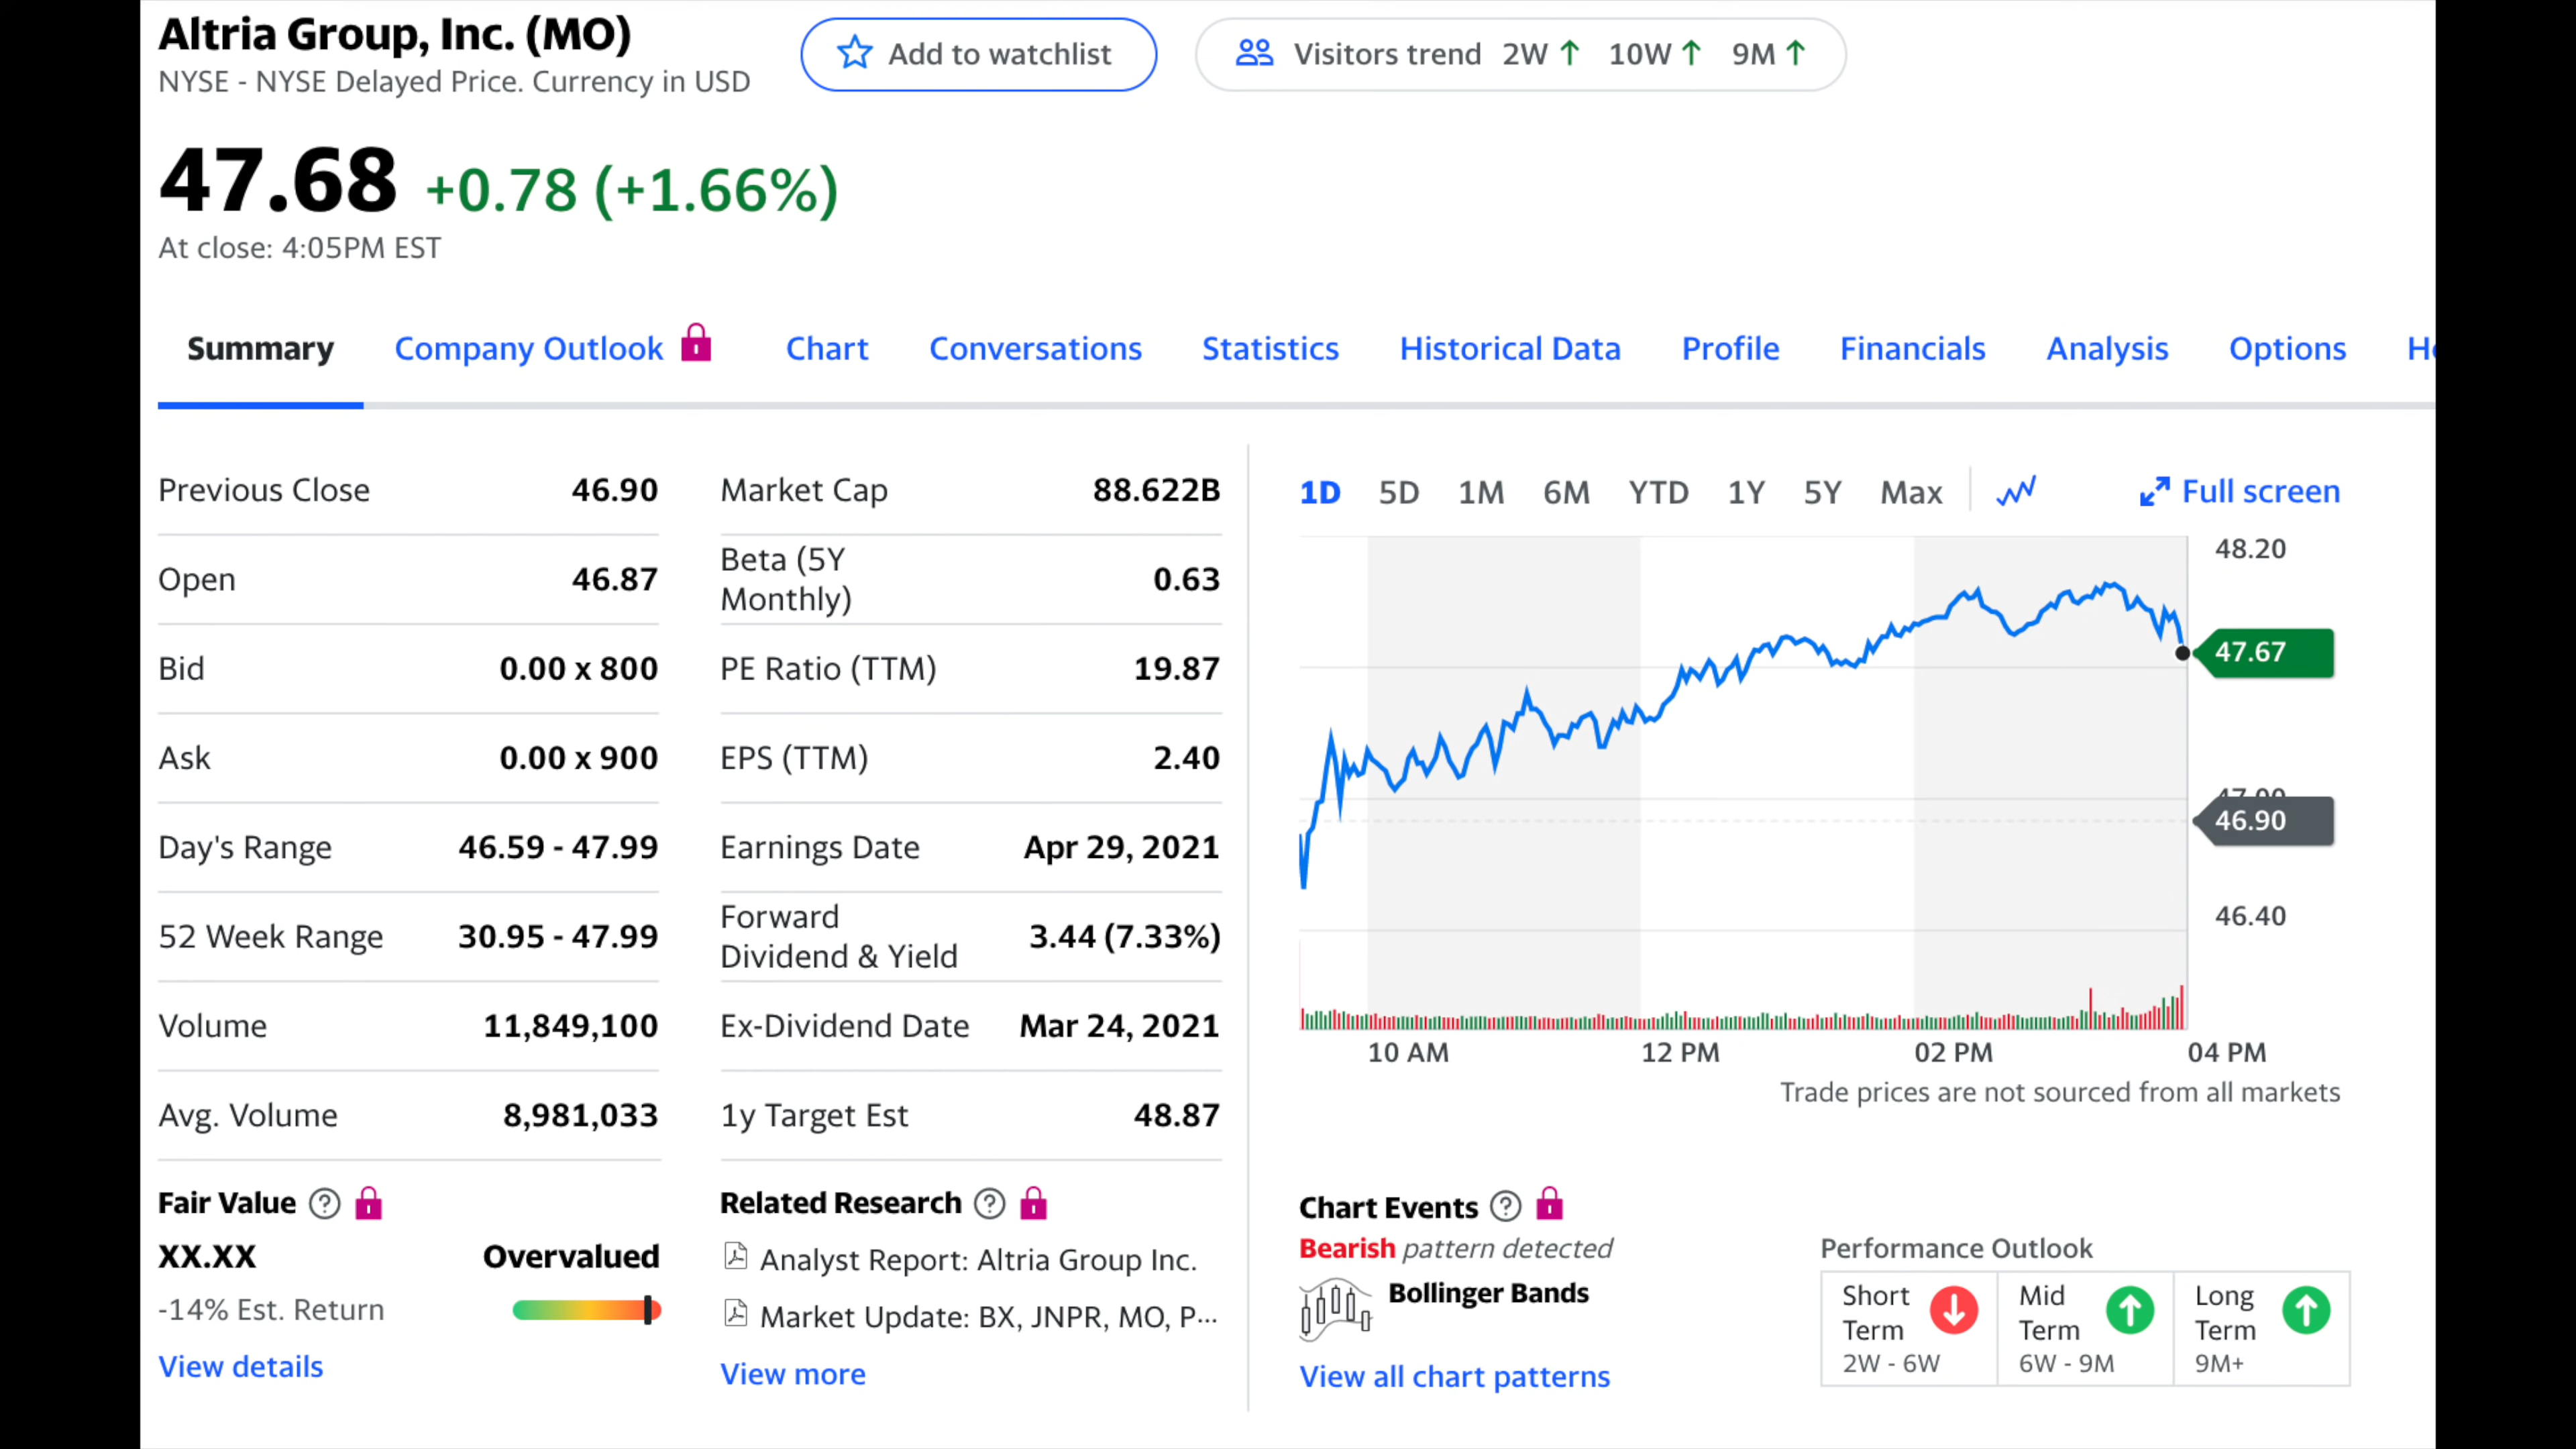 Altria Group, Inc. (MO)
NYSE - NYSE Delayed Price. Currency in USD
Add to watchlist
Visitors trend 2W ↑ 10W ↑ 9M ↑
47.68 +0.78 (+1.66%)
At close: 4:05PM EST
Summary Company Outlook Chart Conversations Statistics Historical Data Profile Financials Analysis Options
Previous Close 46.90
Open 46.87
Bid 0.00 x 800
Ask 0.00 x 900
Day's Range 46.59 - 47.99
52 Week Range 30.95 - 47.99
Volume 11,849,100
Avg. Volume 8,981,033
Market Cap 88.622B
Beta (5Y
Monthly) 0.63
PE Ratio (TTM) 19.87
EPS (TTM) 2.40
Earnings Date Apr 29, 2021
Forward
Dividend & Yield 3.44 (7.33%)
Ex-Dividend Date Mar 24, 2021
1y Target Est 48.87
1D 5D 1M 6M YTD 1Y 5Y Max Full screen
48.20
47.67
47.00
46.90
46.40
10 AM 12 PM 02 PM 04 PM
Trade prices are not sourced from all markets
Fair Value
XX.XX Overvalued
-14% Est. Return
View details
Related Research
Analyst Report: Altria Group Inc.
Market Update: BX, JNPR, MO, P...
View more
Chart Events
Bearish pattern detected
Bollinger Bands
View all chart patterns
Performance Outlook
Short
Term
2W - 6W
Mid
Term
6W - 9M
Long
Term
9M+